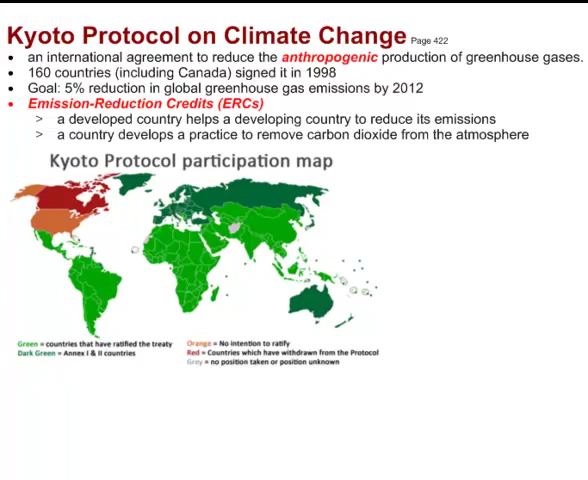 Kyoto Protocol on Climate Change Page 422
• an international agreement to reduce the anthropogenic production of greenhouse gases.
• 160 countries (including Canada) signed it in 1998
• Goal: 5% reduction in global greenhouse gas emissions by 2012
• Emission-Reduction Credits (ERCs)
> a developed country helps a developing country to reduce its emissions
> a country develops a practice to remove carbon dioxide from the atmosphere
Kyoto Protocol participation map
Green = countries that have ratified the treaty
Dark Green = Annex I & II countries
Orange = No intention to ratify
Red = Countries which have withdrawn from the Protocol
Grey = no position taken or position unknown